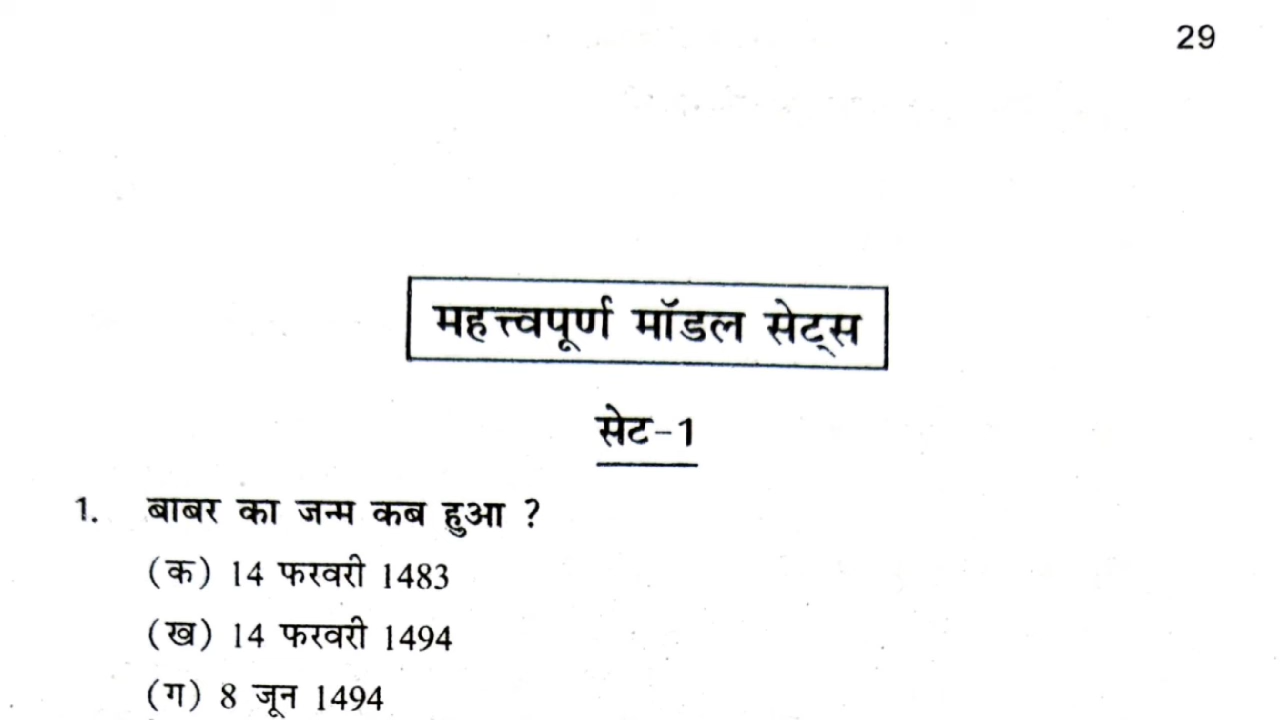 29
महत्त्वपूर्ण मॉडल सेट्स
सेट-1
1. बाबर का जन्म कब हुआ ?
(क) 14 फरवरी 1483
(ख) 14 फरवरी 1494
(ग) 8 जून 1494